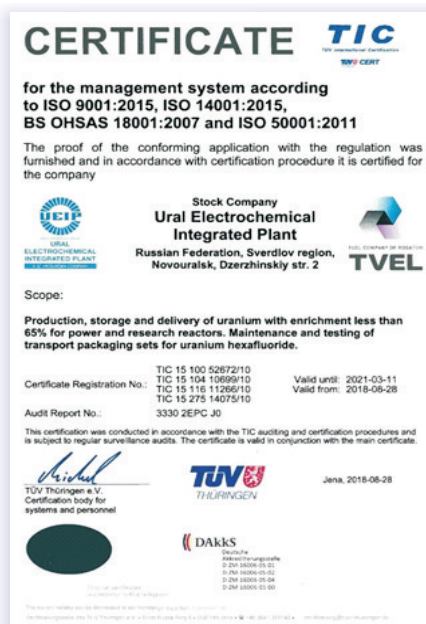 CERTIFICATE
TIC
TÜV International Certification
TÜV CERT
for the management system according
to ISO 9001:2015, ISO 14001:2015,
BS OHSAS 18001:2007 and ISO 50001:2011
The proof of the conforming application with the regulation was
furnished and in accordance with certification procedure it is certified for
the company
UEIP
URAL
ELECTROCHEMICAL
INTEGRATED PLANT
Stock Company
Ural Electrochemical
Integrated Plant
Russian Federation, Sverdlov region,
Novouralsk, Dzerzhinskiy str. 2
FUEL COMPANY OF ROSATOM
TVEL
Scope:
Production, storage and delivery of uranium with enrichment less than
65% for power and research reactors. Maintenance and testing of
transport packaging sets for uranium hexafluoride.
Certificate Registration No.:
TIC 15 100 52672/10
TIC 15 104 10699/10
TIC 15 116 11266/10
TIC 15 275 14075/10
Valid until: 2021-03-11
Valid from: 2018-08-28
Audit Report No.: 3330 2EPC J0
This certification was conducted in accordance with the TIC auditing and certification procedures and
is subject to regular surveillance audits. The certificate is valid in conjunction with the main certificate.
TÜV Thüringen e.V.
Certification body for
systems and personnel
TÜV
THÜRINGEN
Jena, 2018-08-28
DAkkS
Deutsche
Akkreditierungsstelle
D-ZM-16006-05-01
D-ZM-16006-05-02
D-ZM-16006-05-04
D-ZM-16006-01-00